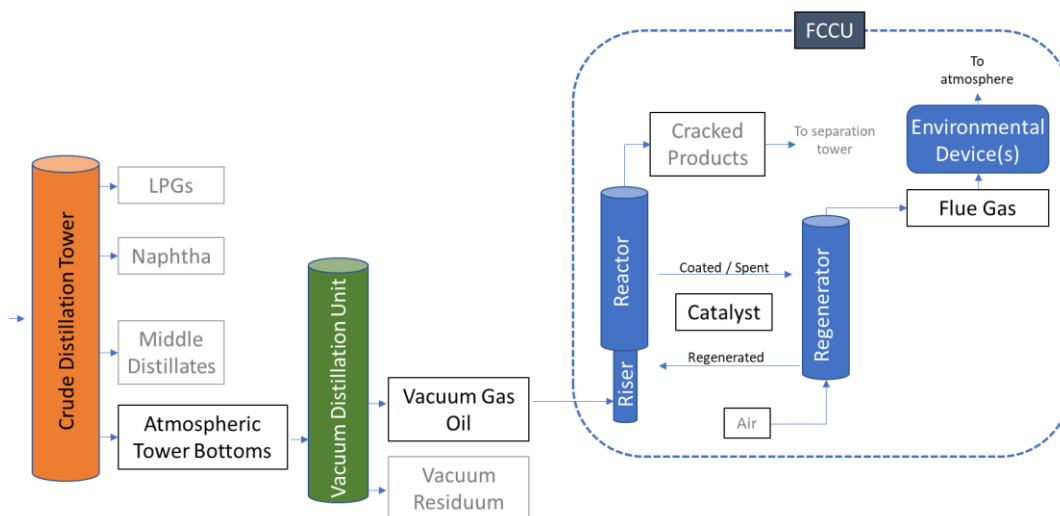 FCCU
To
atmosphere
Environmental
Device(s)
Cracked
Products
To separation
tower
Flue Gas
Crude Distillation Tower
LPGs
Naphtha
Middle
Distillates
Atmospheric
Tower Bottoms
Vacuum Distillation Unit
Vacuum Gas
Oil
Vacuum
Residuum
Reactor
Riser
Coated / Spent
Catalyst
Regenerated
Regenerator
Air